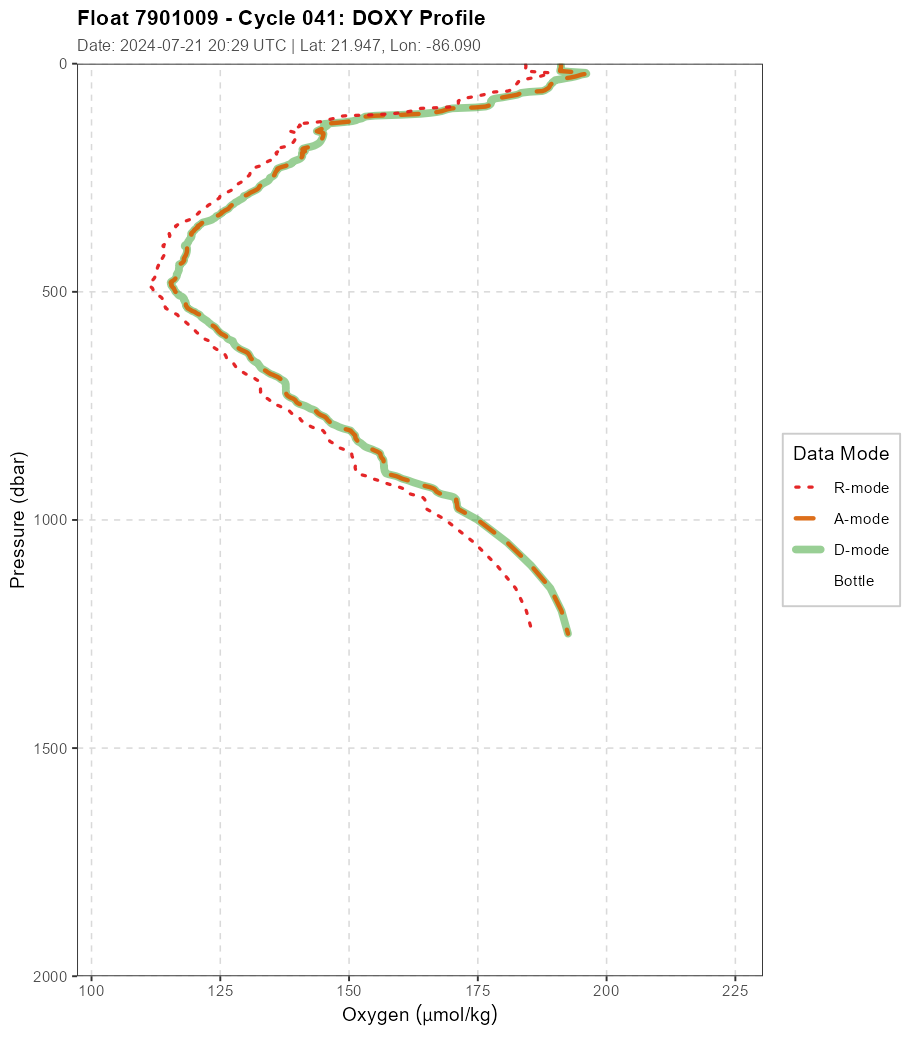 Float 7901009 - Cycle 041: DOXY Profile
Date: 2024-07-21 20:29 UTC | Lat: 21.947, Lon: -86.090
0
500
1000
1500
2000
Pressure (dbar)
100 125 150 175 200 225
Oxygen (µmol/kg)
Data Mode
R-mode
A-mode
D-mode
Bottle